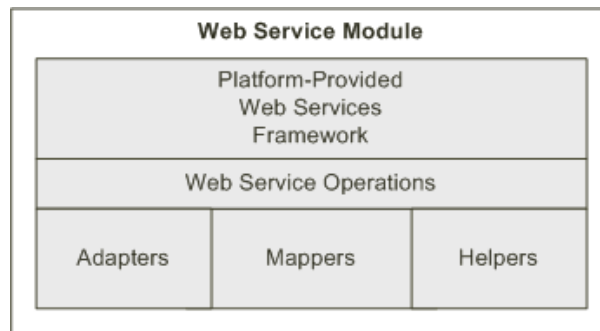 Web Service Module
Platform-Provided
Web Services
Framework
Web Service Operations
Adapters
Mappers
Helpers